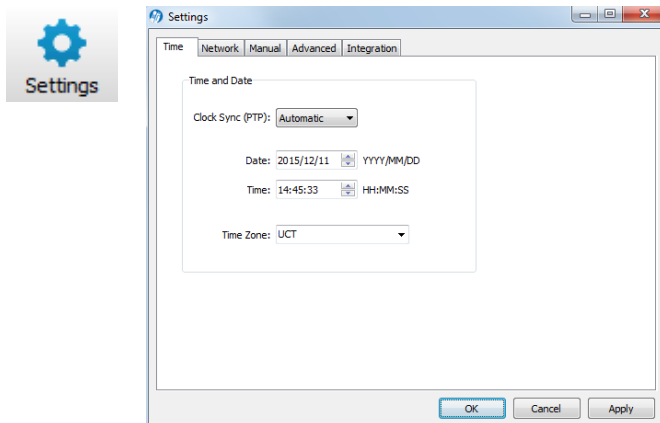 Settings
Settings
Time Network Manual Advanced Integration
Time and Date
Clock Sync (PTP): Automatic
Date: 2015/12/11 YYYY/MM/DD
Time: 14:45:33 HH:MM:SS
Time Zone: UCT
OK Cancel Apply